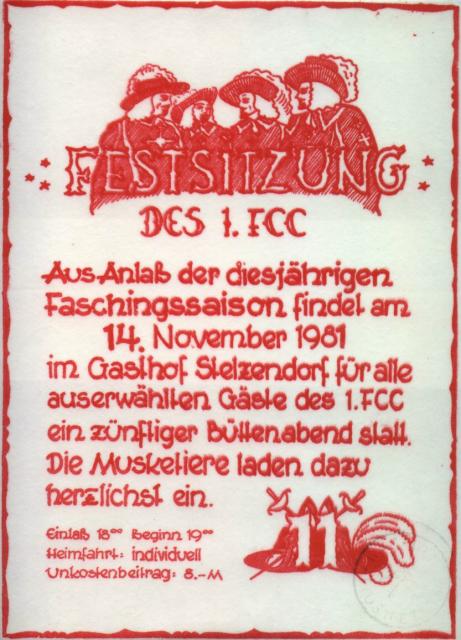 FESTSITZUNG
DES 1. FCC
Aus Anlaß der diesjährigen
Faschingssaison findet am
14. November 1981
im Gasthof Stelzendorf für alle
auserwählten Gäste des 1.FCC
ein zünftiger Büttenabend statt.
Die Musketiere laden dazu
herzlichst ein.
Einlaß 18⁰⁰ Beginn 19⁰⁰
Heimfahrt: individuell
Unkostenbeitrag: 8.-M
11